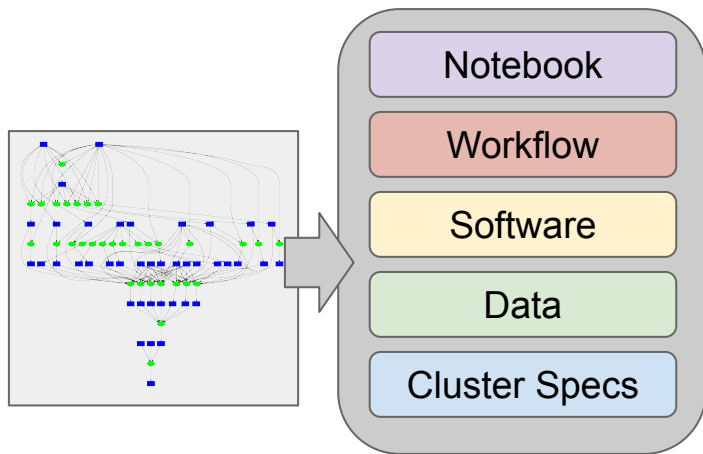 Notebook
Workflow
Software
Data
Cluster Specs